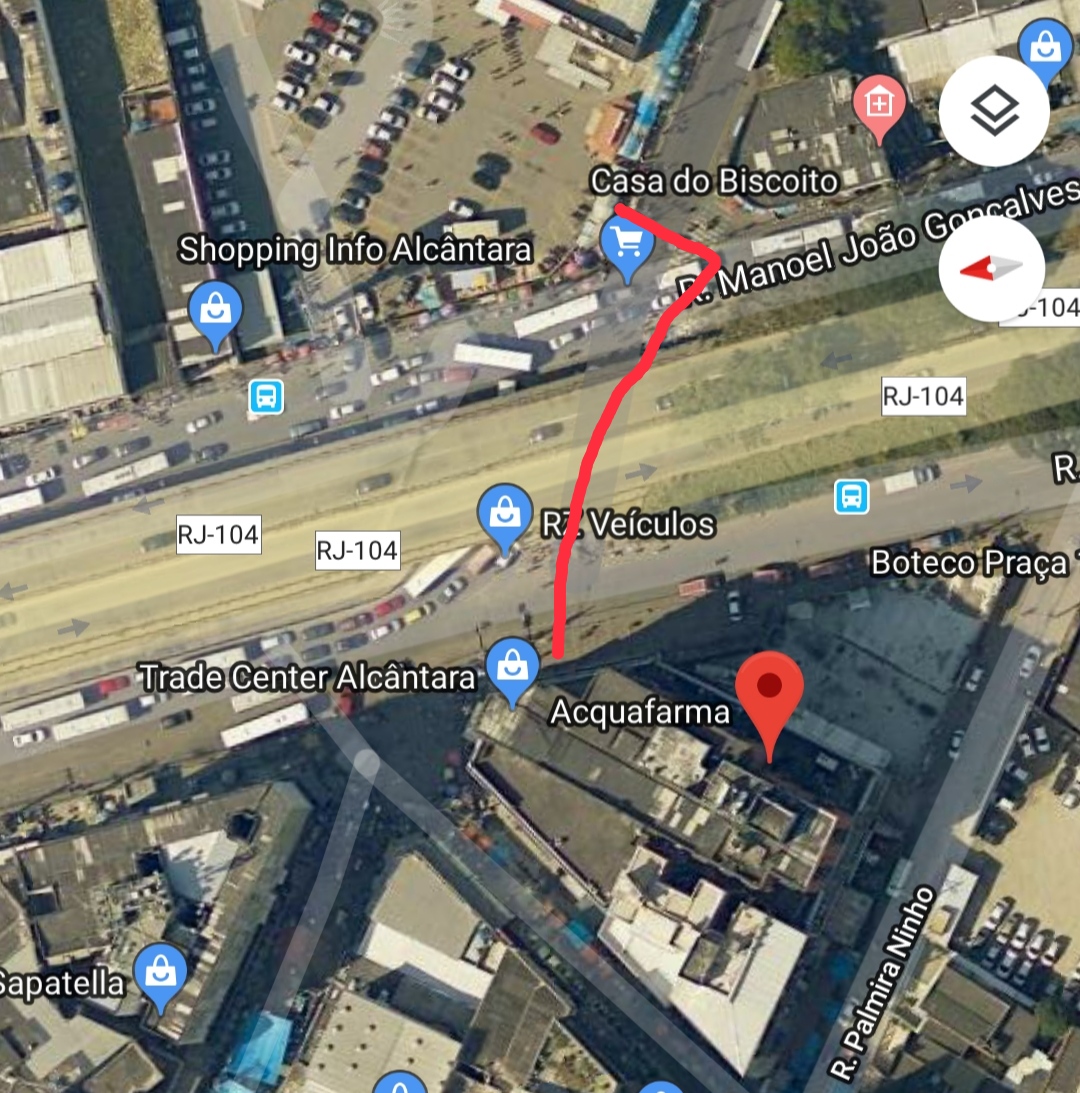 Casa do Biscoito
Shopping Info Alcântara
R. Manoel João Gonçalves
-104
RJ-104
R.
RJ-104
RJ-104
Veículos
Boteco Praça
Trade Center Alcântara
Acquafarma
R. Palmira Ninho
Sapatella